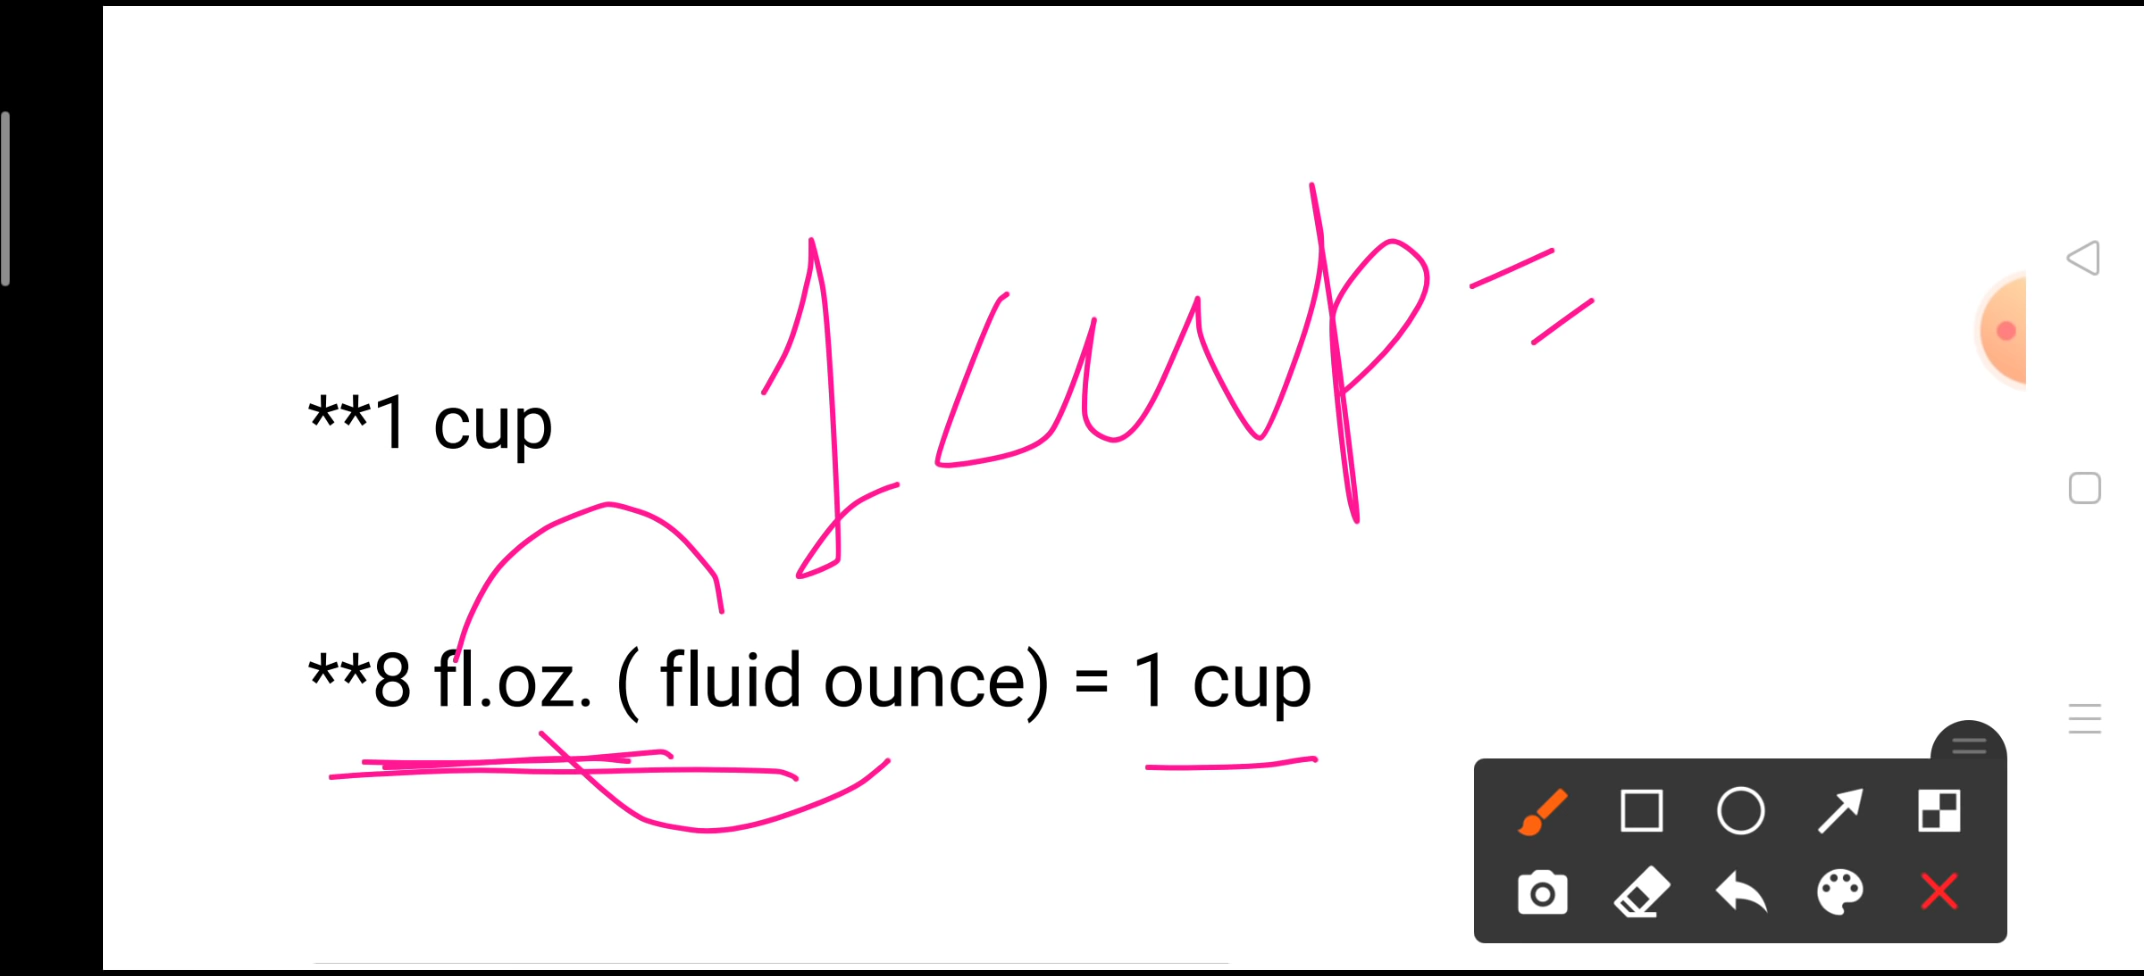 1 cup =
**1 cup
**8 fl.oz. ( fluid ounce) = 1 cup